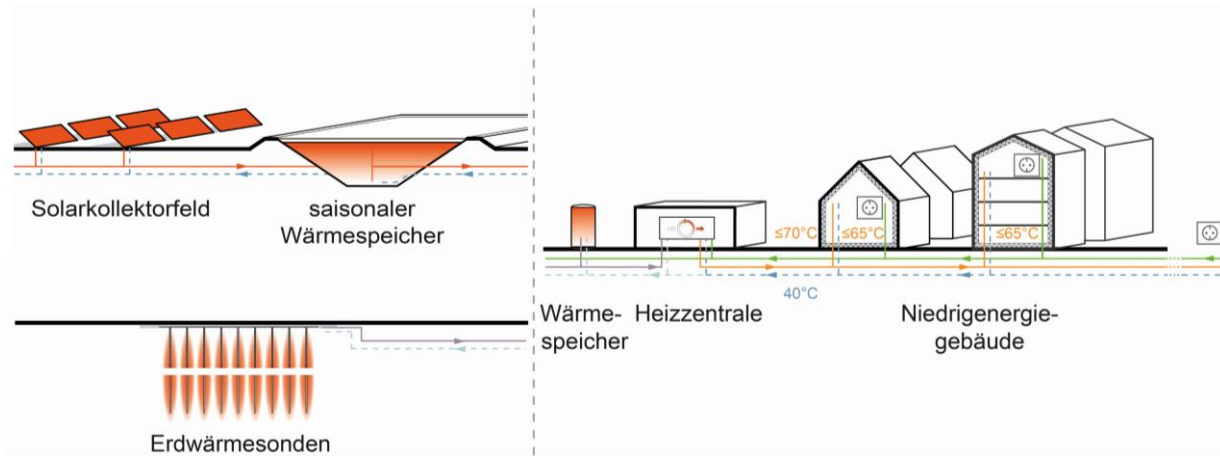 Solarkollektorfeld
saisonaler
Wärmespeicher
Erdwärmesonden
≤70°C
≤65°C
≤65°C
40°C
Wärme-
speicher
Heizzentrale
Niedrigenergie-
gebäude